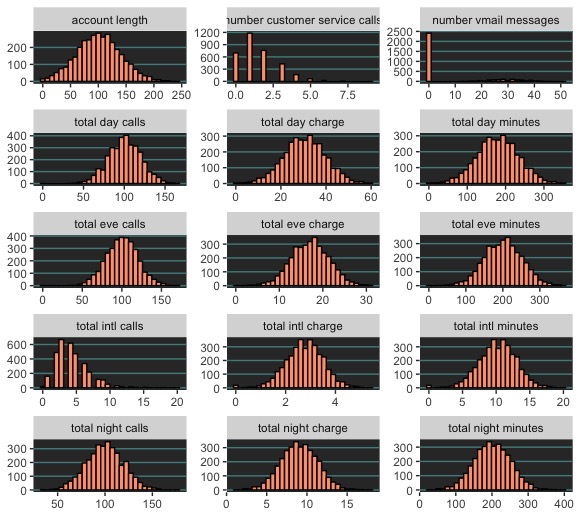 account length
number customer service calls
number vmail messages
200
0
0 50 100 150 200 250
1200
900
600
300
0
0.0 2.5 5.0 7.5
2500
2000
1500
1000
500
0
0 10 20 30 40 50
total day calls
total day charge
total day minutes
400
300
200
100
0
0 50 100 150
300
200
100
0
0 20 40 60
300
200
100
0
0 100 200 300
total eve calls
total eve charge
total eve minutes
400
300
200
100
0
0 50 100 150
300
200
100
0
0 10 20 30
300
200
100
0
0 100 200 300
total intl calls
total intl charge
total intl minutes
600
400
200
0
0 5 10 15 20
300
200
100
0
0 2 4
300
200
100
0
0 5 10 15 20
total night calls
total night charge
total night minutes
300
200
100
0
50 100 150
300
200
100
0
0 5 10 15
300
200
100
0
0 100 200 300 400